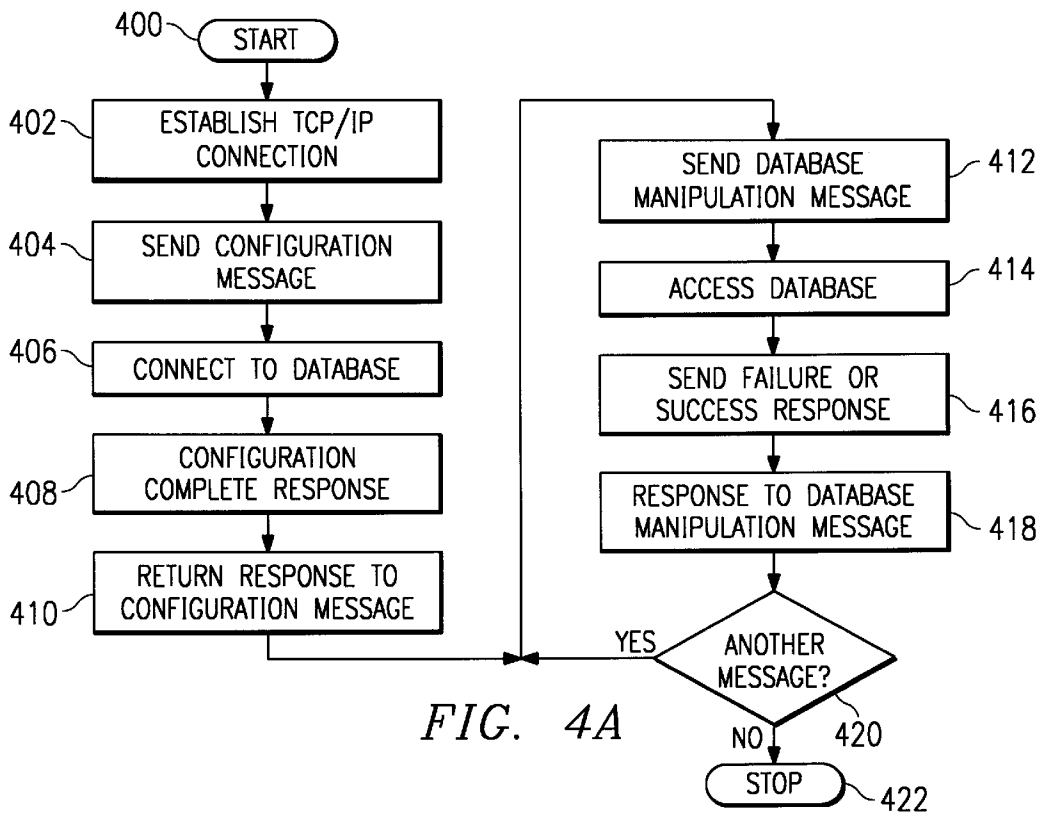 400
START
402
ESTABLISH TCP/IP
CONNECTION
404
SEND CONFIGURATION
MESSAGE
406
CONNECT TO DATABASE
408
CONFIGURATION
COMPLETE RESPONSE
410
RETURN RESPONSE TO
CONFIGURATION MESSAGE
SEND DATABASE
MANIPULATION MESSAGE
412
ACCESS DATABASE
414
SEND FAILURE OR
SUCCESS RESPONSE
416
RESPONSE TO DATABASE
MANIPULATION MESSAGE
418
YES
ANOTHER
MESSAGE?
420
NO
STOP
422
FIG. 4A